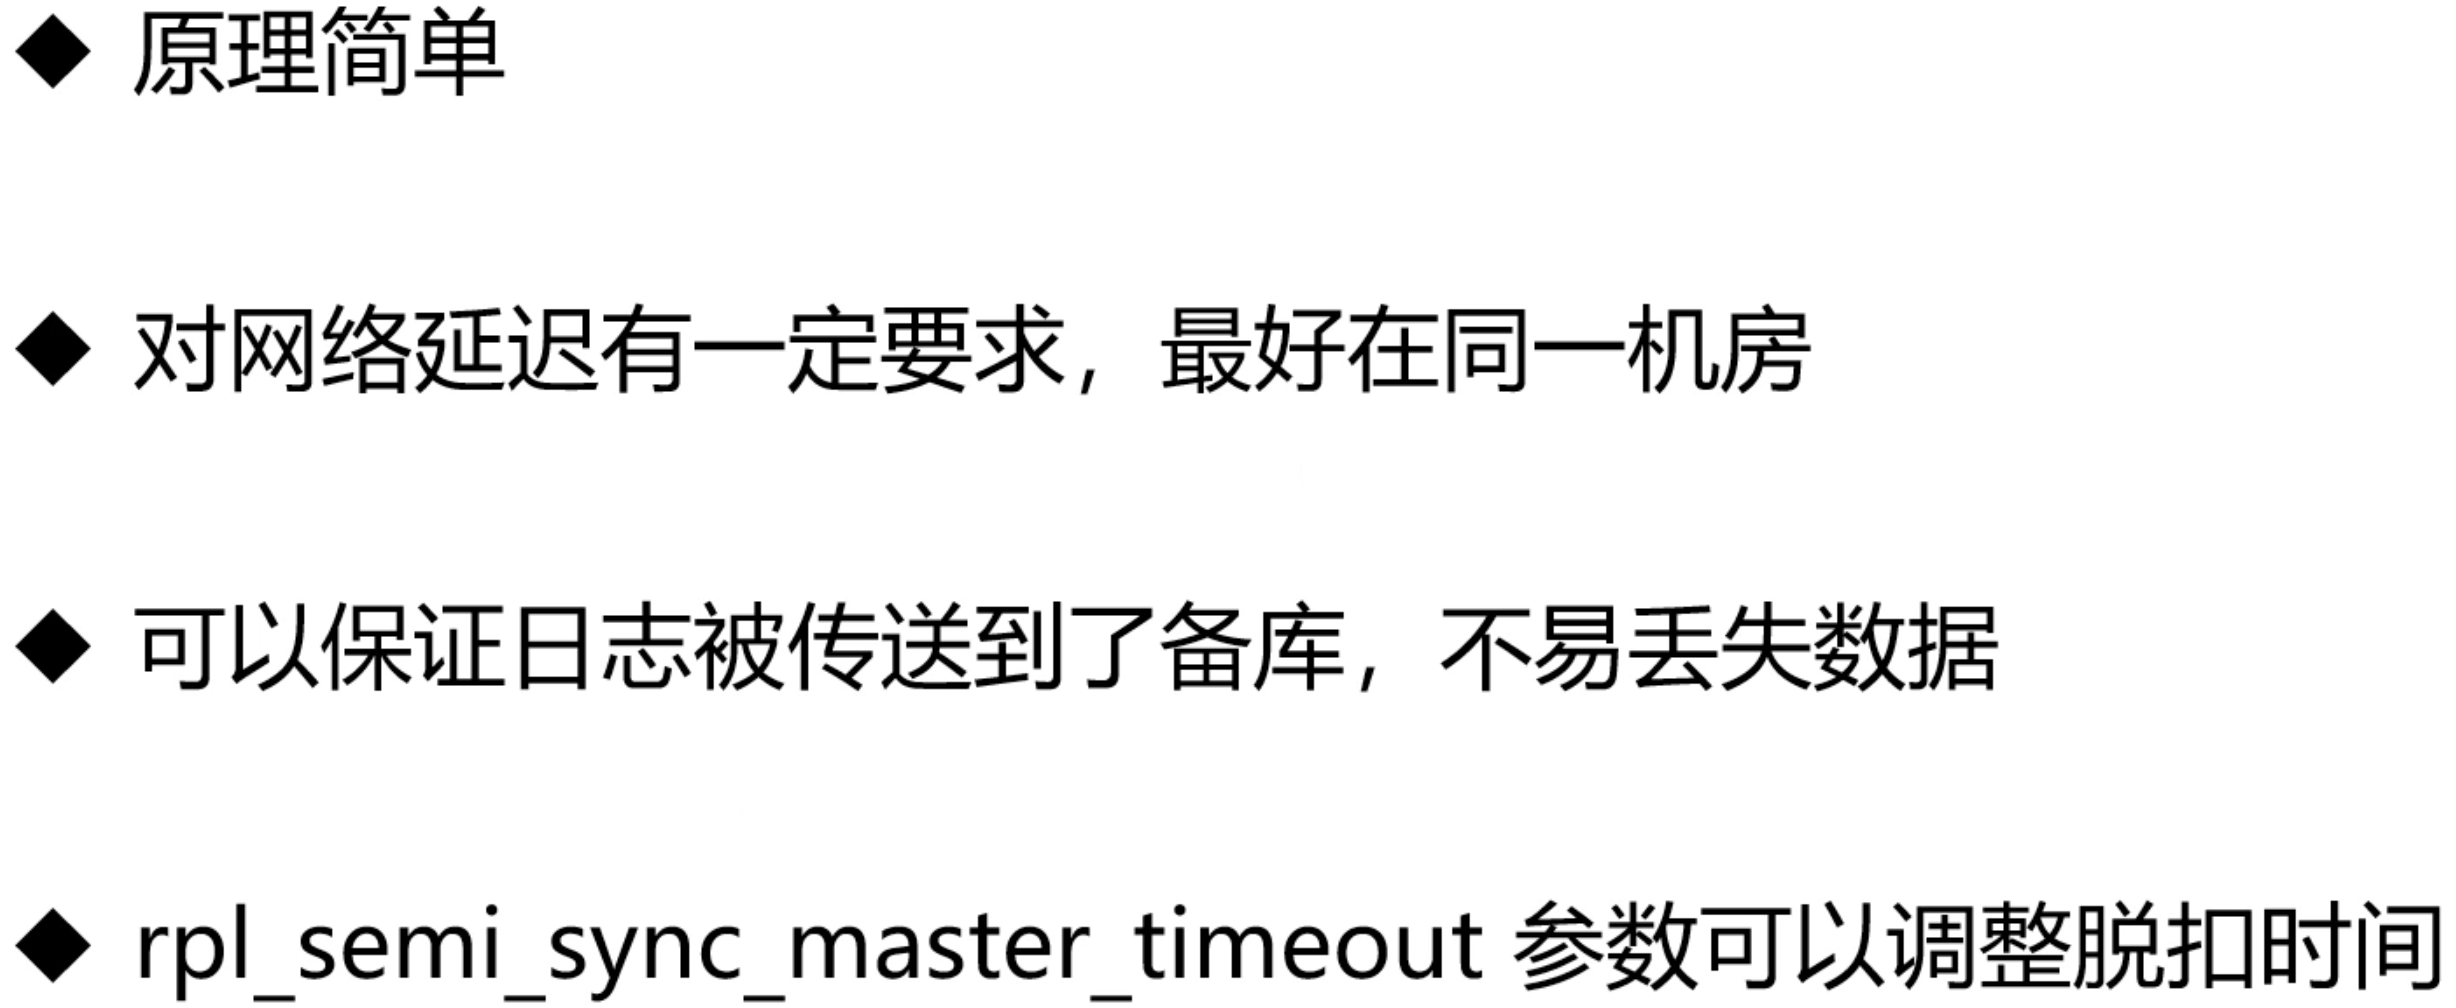 ◆ 原理简单
◆ 对网络延迟有一定要求，最好在同一机房
◆ 可以保证日志被传送到了备库，不易丢失数据
◆ rpl_semi_sync_master_timeout 参数可以调整脱扣时间